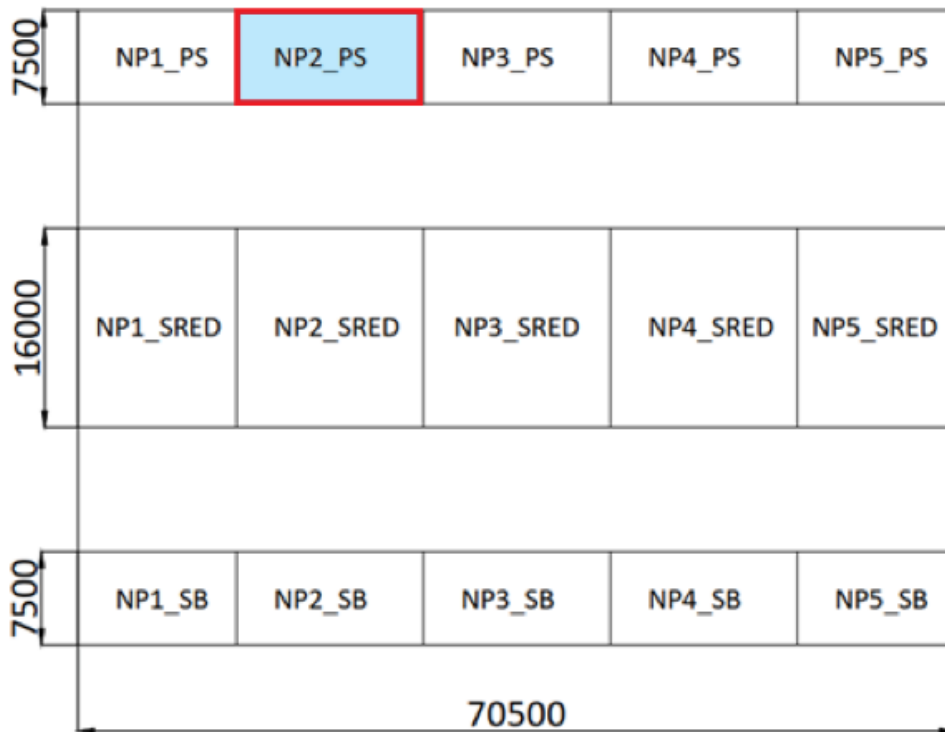 7500
NP1_PS NP2_PS NP3_PS NP4_PS NP5_PS
16000
NP1_SRED NP2_SRED NP3_SRED NP4_SRED NP5_SRED
7500
NP1_SB NP2_SB NP3_SB NP4_SB NP5_SB
70500